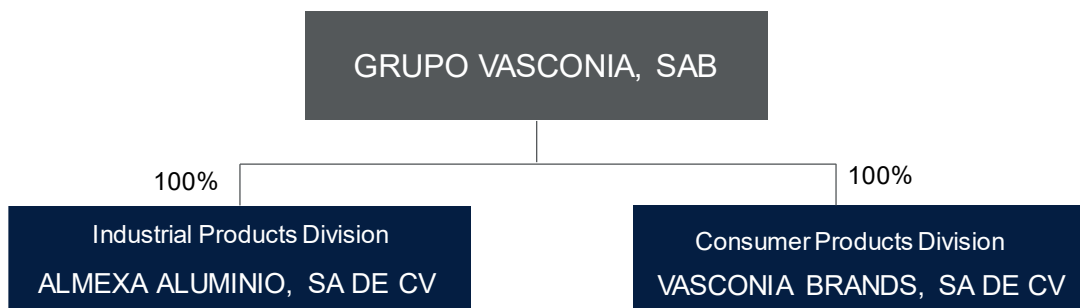 GRUPO VASCONIA, SAB
100%
100%
Industrial Products Division
ALMEXA ALUMINIO, SA DE CV
Consumer Products Division
VASCONIA BRANDS, SA DE CV